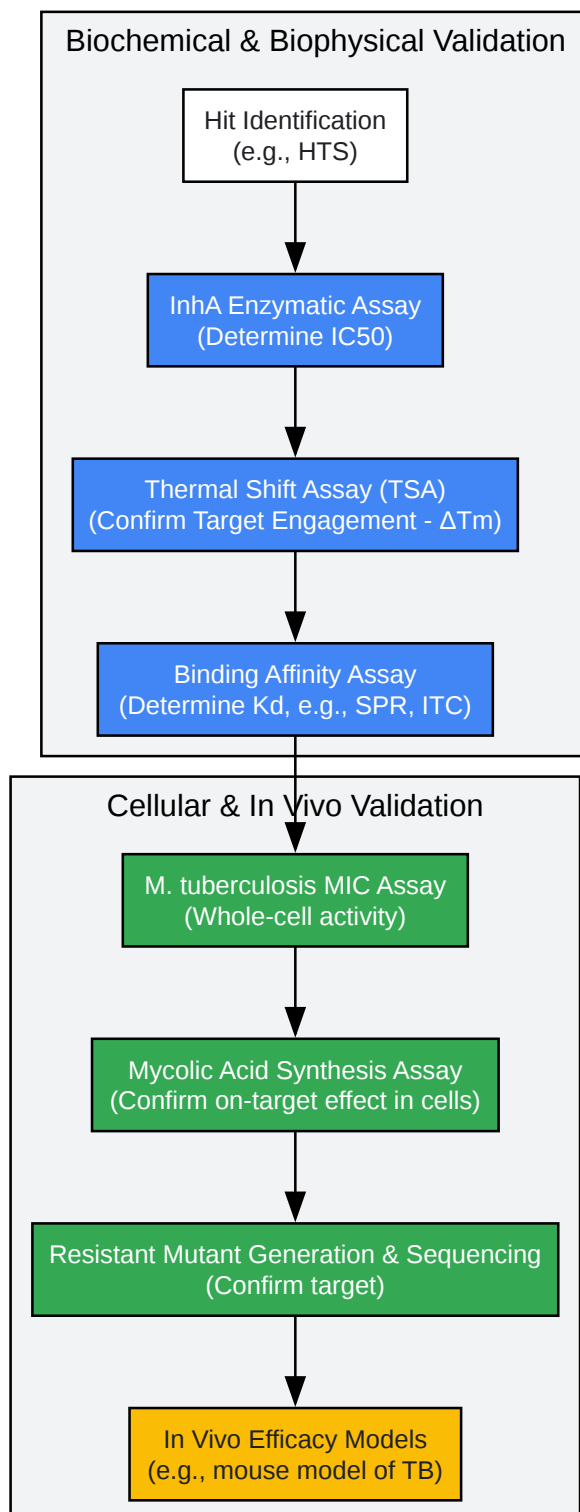 Biochemical & Biophysical Validation
Hit Identification
(e.g., HTS)
InhA Enzymatic Assay
(Determine IC50)
Thermal Shift Assay (TSA)
(Confirm Target Engagement - ΔTm)
Binding Affinity Assay
(Determine Kd, e.g., SPR, ITC)
Cellular & In Vivo Validation
M. tuberculosis MIC Assay
(Whole-cell activity)
Mycolic Acid Synthesis Assay
(Confirm on-target effect in cells)
Resistant Mutant Generation & Sequencing
(Confirm target)
In Vivo Efficacy Models
(e.g., mouse model of TB)